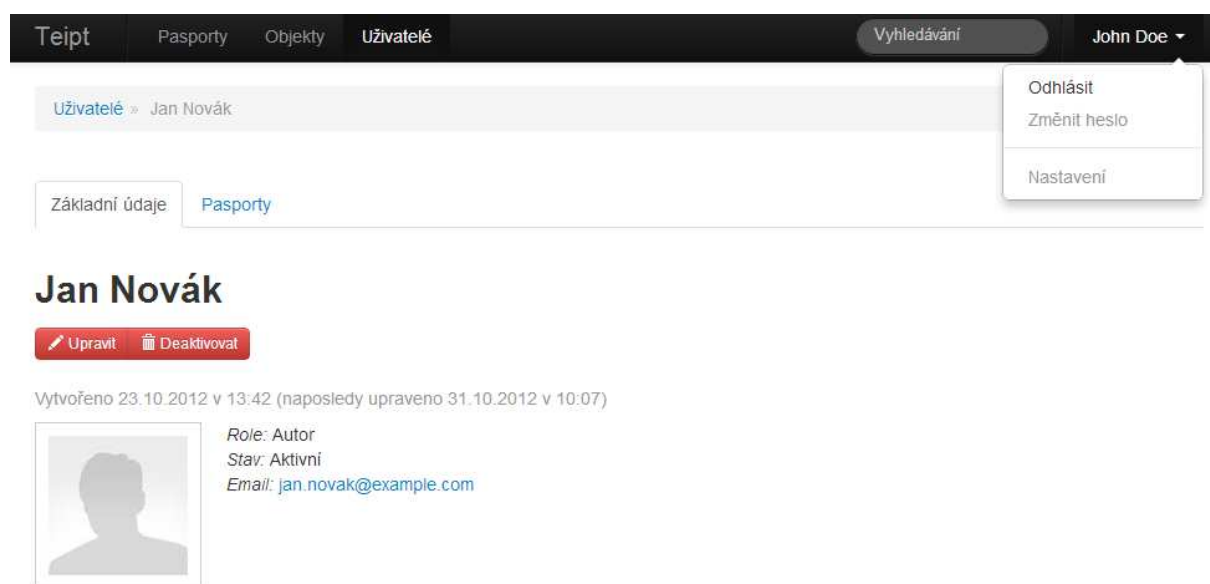 Teipt Pasporty Objekty Uživatelé Vyhledávání John Doe
Odhlásit
Změnit heslo
Nastavení
Uživatelé » Jan Novák
Základní údaje Pasporty
Jan Novák
Upravit Deaktivovat
Vytvořeno 23.10.2012 v 13:42 (naposledy upraveno 31.10.2012 v 10:07)
Role: Autor
Stav: Aktivní
Email: jan.novak@example.com